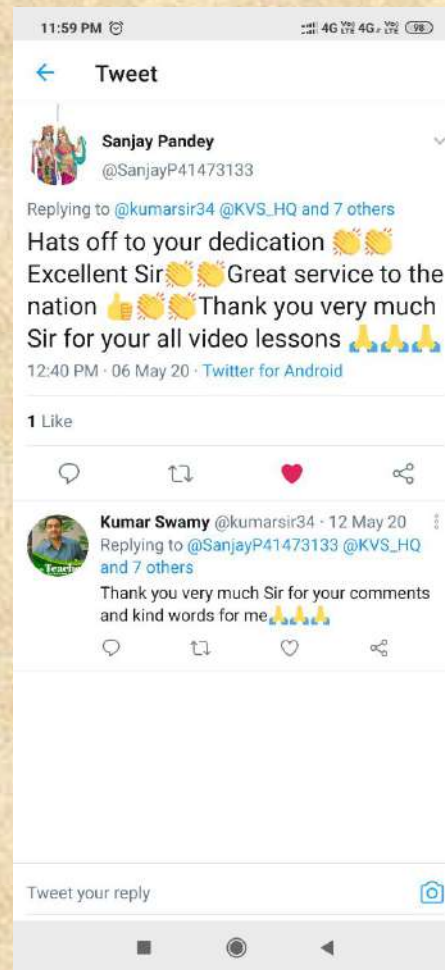 11:59 PM 4G VoLTE 4G VoLTE 98
Tweet
Sanjay Pandey
@SanjayP41473133
Replying to @kumarsir34 @KVS_HQ and 7 others
Hats off to your dedication 👏👏
Excellent Sir👏👏Great service to the
nation 👍👏👏Thank you very much
Sir for your all video lessons 🙏🙏🙏
12:40 PM · 06 May 20 · Twitter for Android
1 Like
Kumar Swamy @kumarsir34 · 12 May 20
Replying to @SanjayP41473133 @KVS_HQ
and 7 others
Thank you very much Sir for your comments
and kind words for me🙏🙏🙏
Tweet your reply